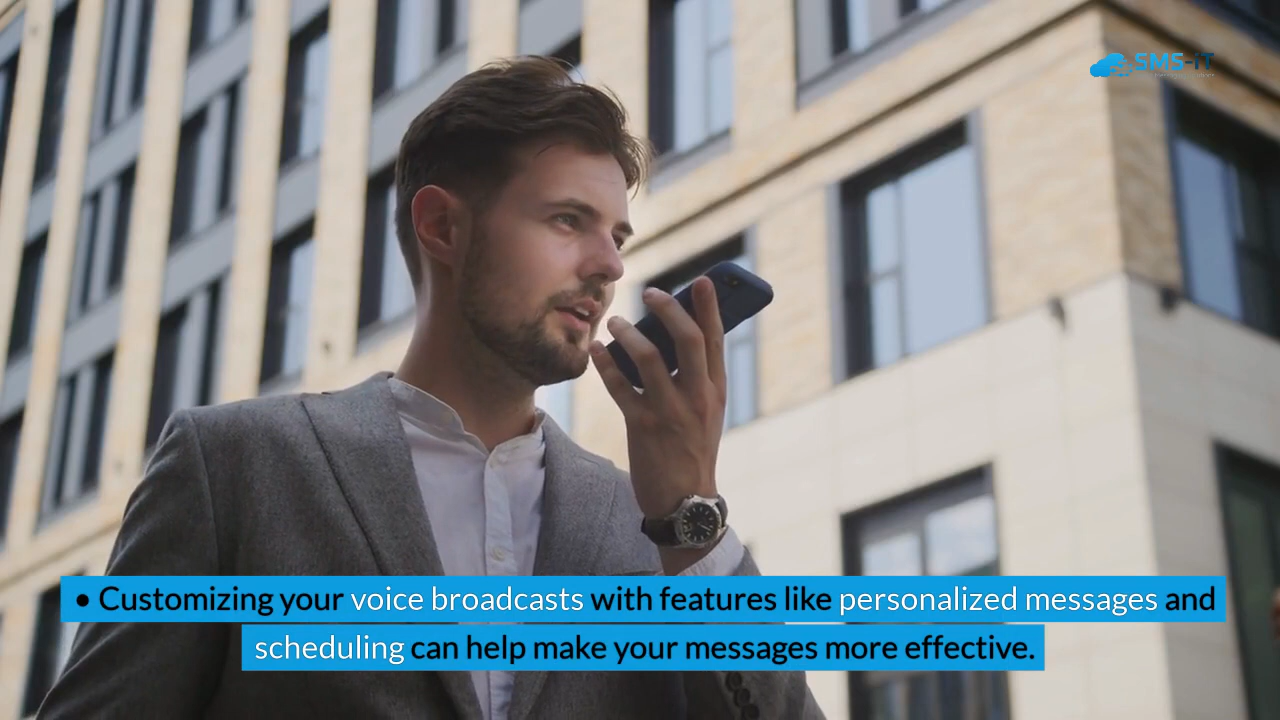 SMS-iT
• Customizing your voice broadcasts with features like personalized messages and
scheduling can help make your messages more effective.